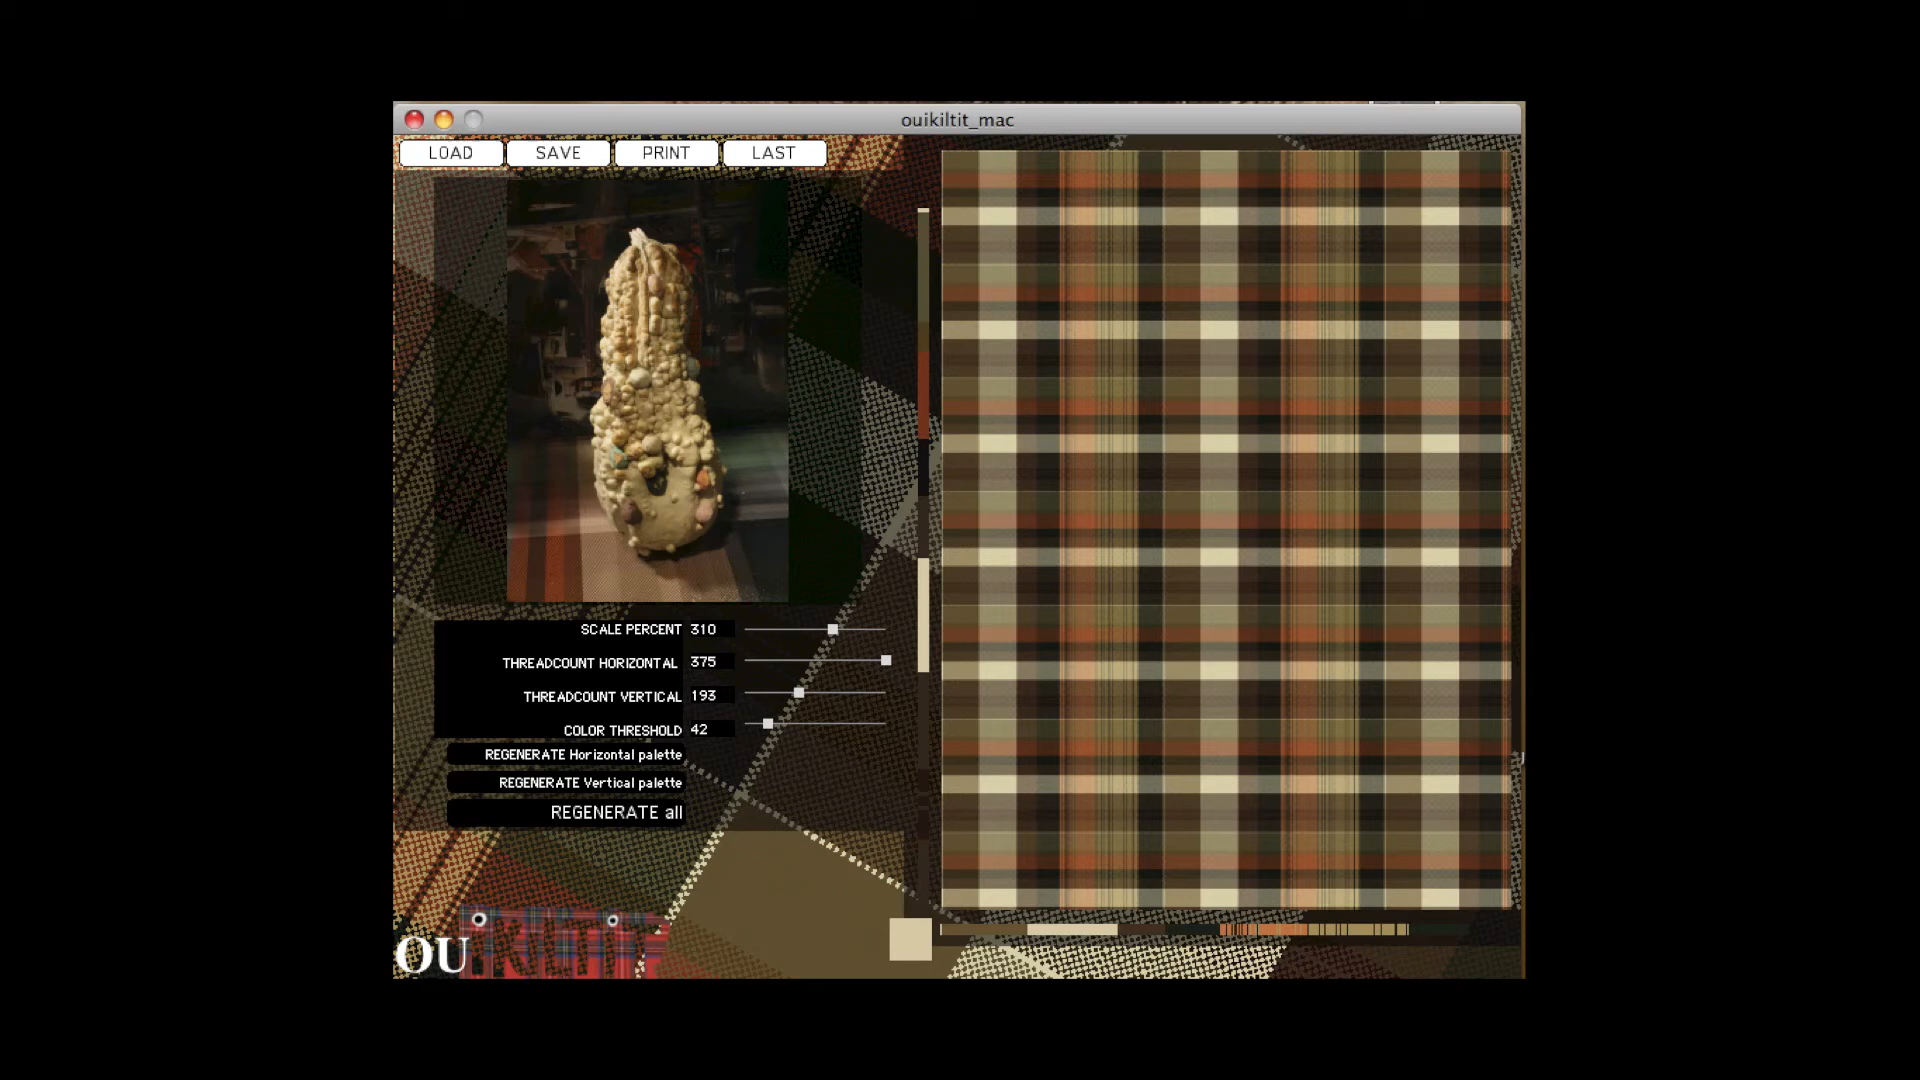 ouikiltit_mac
LOAD SAVE PRINT LAST
SCALE PERCENT 310
THREADCOUNT HORIZONTAL 375
THREADCOUNT VERTICAL 193
COLOR THRESHOLD 42
REGENERATE Horizontal palette
REGENERATE Vertical palette
REGENERATE all
OUIKILTIT